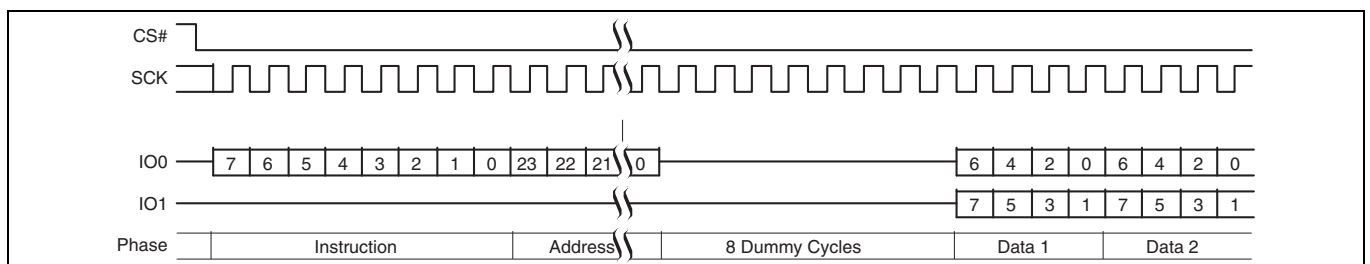 CS#
SCK
IO0 7 6 5 4 3 2 1 0 23 22 21 0 6 4 2 0 6 4 2 0
IO1 7 5 3 1 7 5 3 1
Phase Instruction Address 8 Dummy Cycles Data 1 Data 2